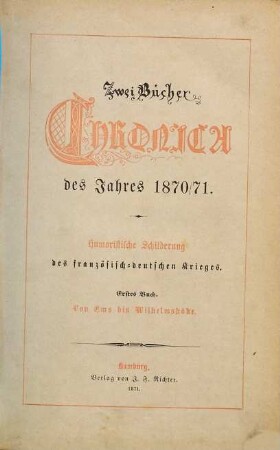 Zwei Bücher
Chronica
des Jahres 1870/71.
Humoristische Schilderung
des französisch-deutschen Krieges.
Erstes Buch.
Von Ems bis Wilhelmshöhe.
Hamburg.
Verlag von J. F. Richter.
1871.